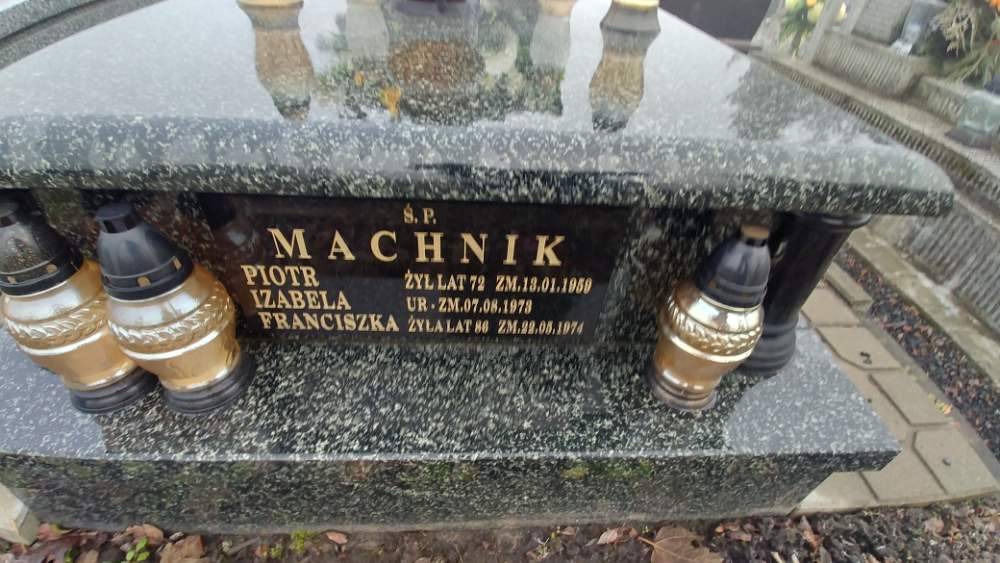 Ś. P.
MACHNIK
PIOTR ŻYŁ LAT 72 ZM. 13.01.1959
IZABELA UR - ZM. 07.08.1973
FRANCISZKA ŻYŁA LAT 86 ZM. 22.05.1974